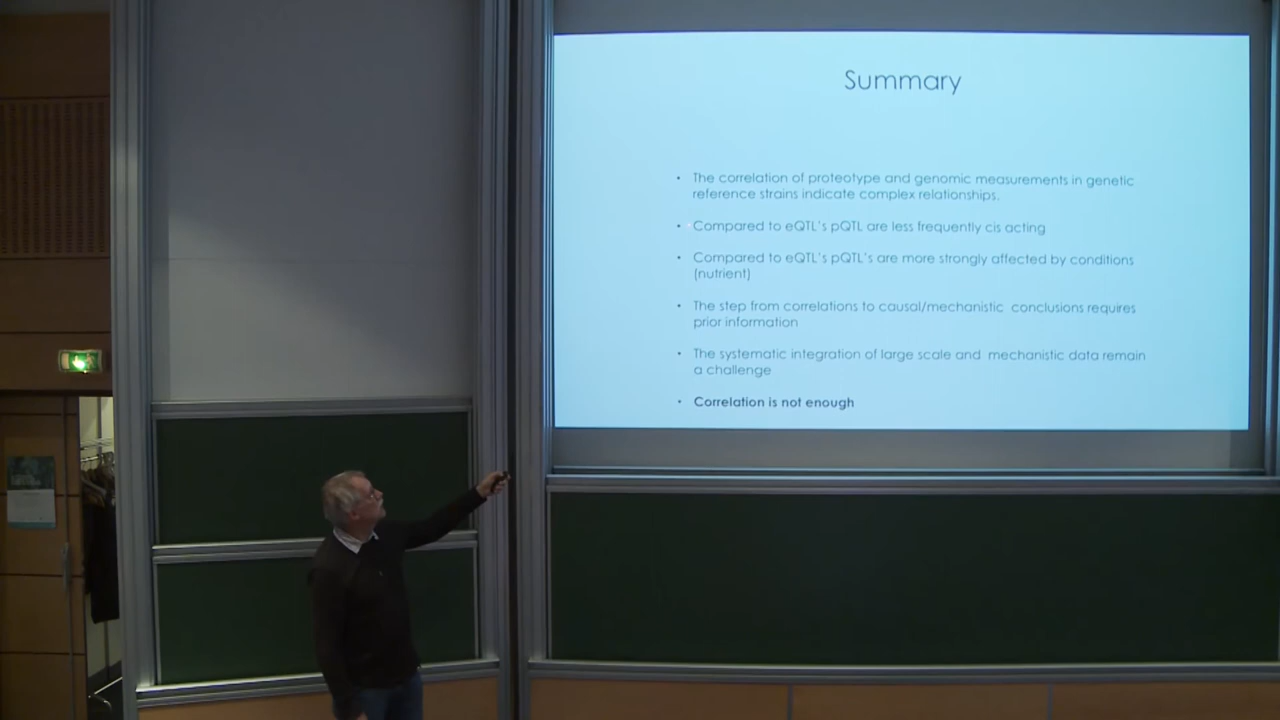 Summary
• The correlation of proteotype and genomic measurements in genetic
reference strains indicate complex relationships.
• Compared to eQTL's pQTL are less frequently cis acting
• Compared to eQTL's pQTL's are more strongly affected by conditions
(nutrient)
• The step from correlations to causal/mechanistic conclusions requires
prior information
• The systematic integration of large scale and mechistic data remain
a challenge
• Correlation is not enough